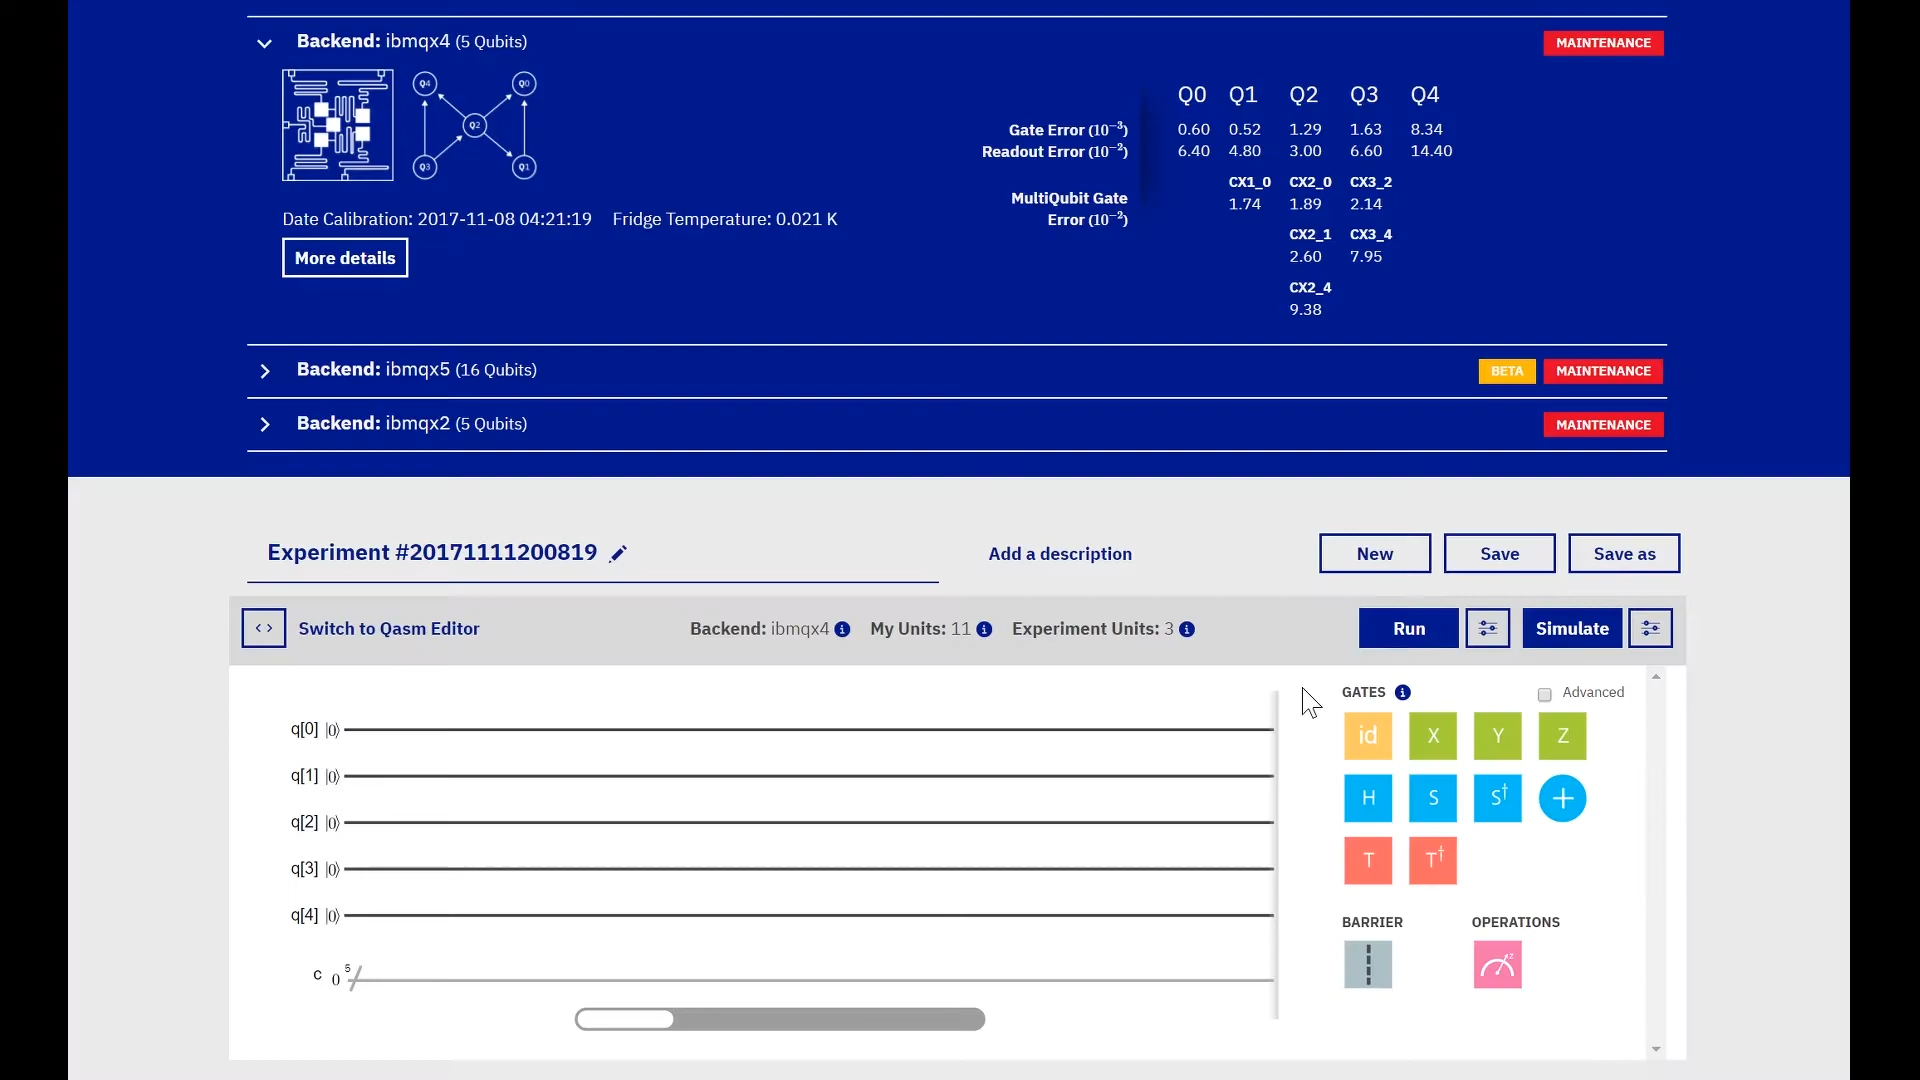 Backend: ibmqx4 (5 Qubits)
MAINTENANCE
Q4
Q0
Q2
Q3
Q1
Q0 Q1 Q2 Q3 Q4
Gate Error (10⁻³) 0.60 0.52 1.29 1.63 8.34
Readout Error (10⁻²) 6.40 4.80 3.00 6.60 14.40
MultiQubit Gate
Error (10⁻²)
CX1_0 CX2_0 CX3_2
1.74 1.89 2.14
CX2_1 CX3_4
2.60 7.95
CX2_4
9.38
Date Calibration: 2017-11-08 04:21:19 Fridge Temperature: 0.021 K
More details
Backend: ibmqx5 (16 Qubits)
BETA MAINTENANCE
Backend: ibmqx2 (5 Qubits)
MAINTENANCE
Experiment #20171111200819
Add a description
New Save Save as
<> Switch to Qasm Editor
Backend: ibmqx4 i My Units: 11 i Experiment Units: 3 i
Run Simulate
q[0] |0⟩
q[1] |0⟩
q[2] |0⟩
q[3] |0⟩
q[4] |0⟩
c 0 5
GATES i Advanced
id X Y Z
H S S† +
T T†
BARRIER OPERATIONS
z